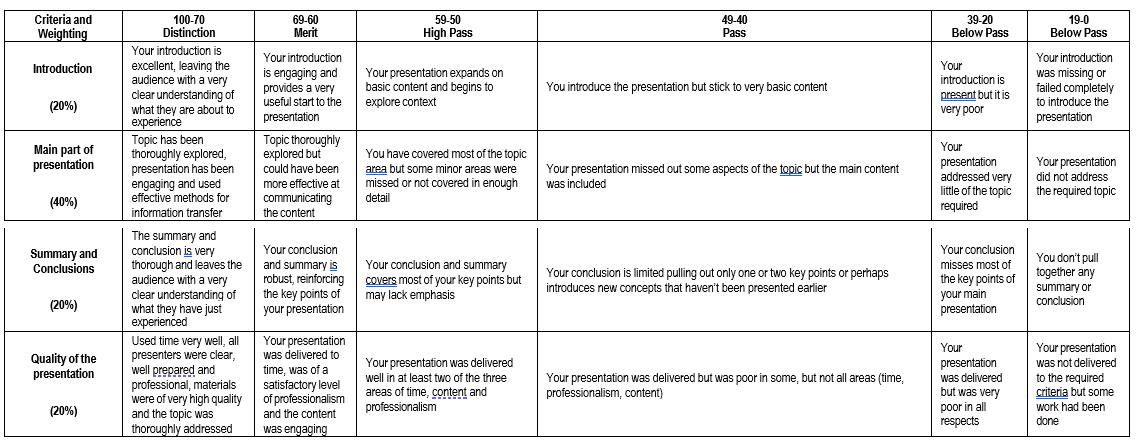 Criteria and Weighting
100-70 Distinction
69-60 Merit
59-50 High Pass
49-40 Pass
39-20 Below Pass
19-0 Below Pass
Introduction
(20%)
Your introduction is
excellent, leaving the
audience with a very
clear understanding of
what they are about to
experience
Your introduction
is engaging and
provides a very
useful start to the
presentation
Your presentation expands on
basic content and begins to
explore context
You introduce the presentation but stick to very basic content
Your
introduction is
present but it is
very poor
Your introduction
was missing or
failed completely
to introduce the
presentation
Main part of
presentation
(40%)
Topic has been
thoroughly explored,
presentation has been
engaging and used
effective methods for
information transfer
Topic thoroughly
explored but
could have been
more effective at
communicating
the content
You have covered most of the topic
area but some minor areas were
missed or not covered in enough
detail
Your presentation missed out some aspects of the topic but the main content
was included
Your
presentation
addressed very
little of the topic
required
Your presentation
did not address
the required topic
Summary and
Conclusions
(20%)
The summary and
conclusion is very
thorough and leaves the
audience with a very
clear understanding of
what they have just
experienced
Your conclusion
and summary is
robust, reinforcing
the key points of
your presentation
Your conclusion and summary
covers most of your key points but
may lack emphasis
Your conclusion is limited pulling out only one or two key points or perhaps
introduces new concepts that haven't been presented earlier
Your conclusion
misses most of
the key points of
your main
presentation
You don't pull
together any
summary or
conclusion
Quality of the
presentation
(20%)
Used time very well, all
presenters were clear,
well prepared and
professional, materials
were of very high quality
and the topic was
thoroughly addressed
Your presentation
was delivered to
time, was of a
satisfactory level
of professionalism
and the content
was engaging
Your presentation was delivered
well in at least two of the three
areas of time, content and
professionalism
Your presentation was delivered but was poor in some, but not all areas (time,
professionalism, content)
Your
presentation
was delivered
but was very
poor in all
respects
Your presentation
was not delivered
to the required
criteria but some
work had been
done